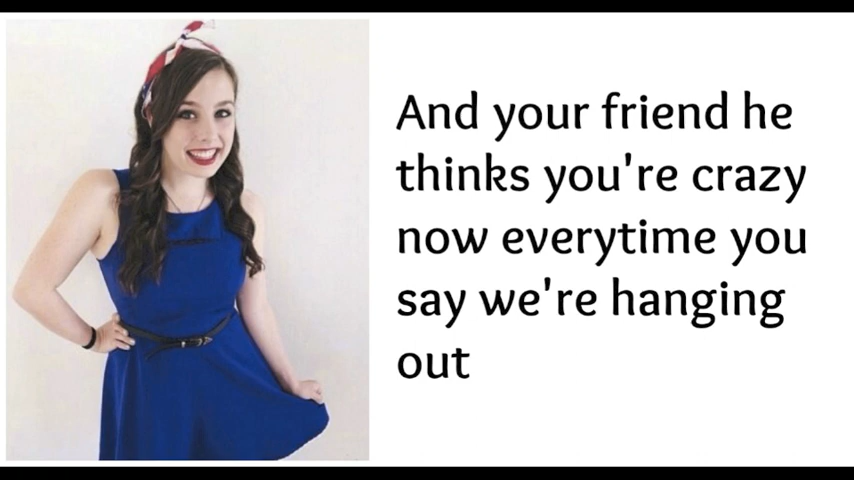 And your friend he
thinks you're crazy
now everytime you
say we're hanging
out